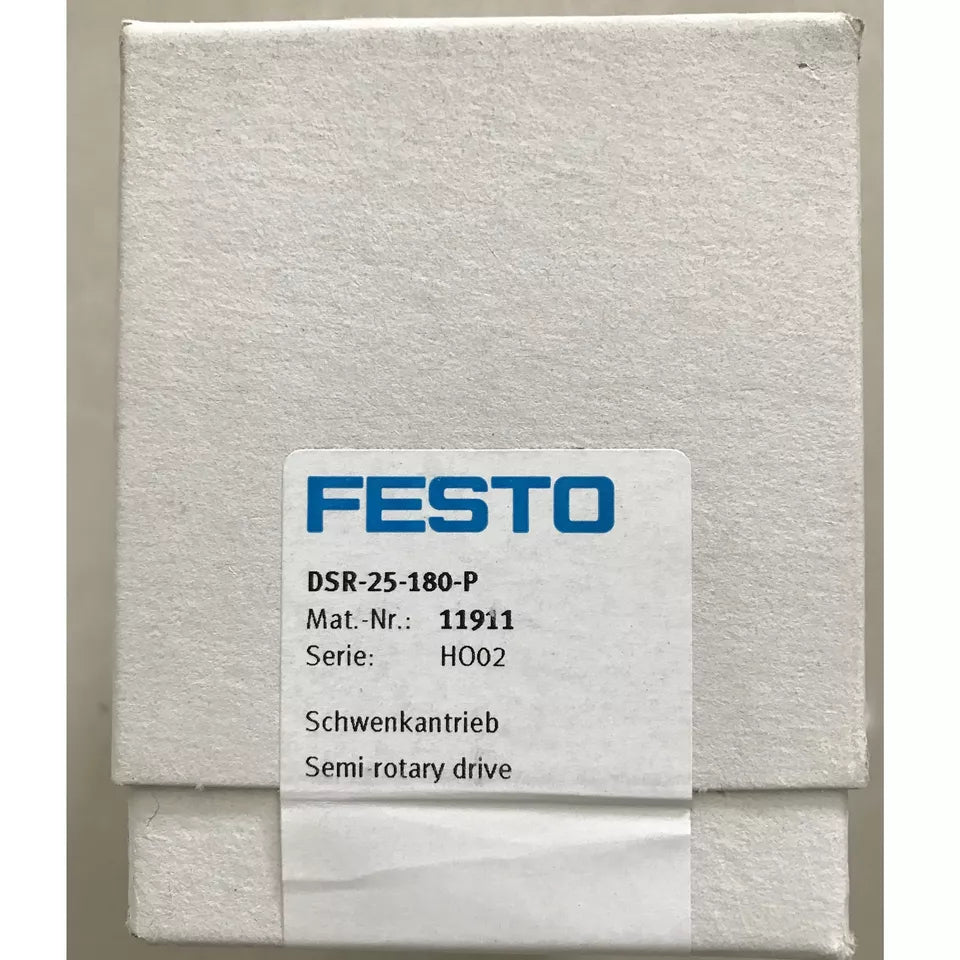 FESTO
DSR-25-180-P
Mat.-Nr.: 11911
Serie: HO02
Schwenkantrieb
Semi-rotary drive